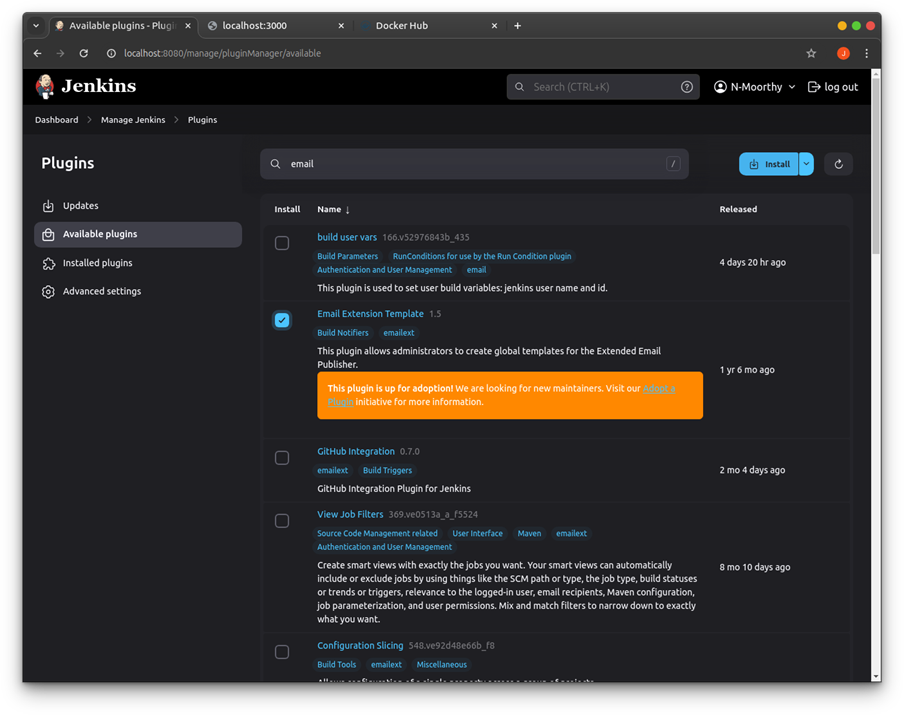 Available plugins - Plugi
localhost:3000
Docker Hub
localhost:8080/manage/pluginManager/available
J
Jenkins
Search (CTRL+K)
N-Moorthy
log out
Dashboard
Manage Jenkins
Plugins
Plugins
Updates
Available plugins
Installed plugins
Advanced settings
email
/
Install
Install
Name ↓
Released
build user vars 166.v52976843b_435
Build Parameters RunConditions for use by the Run Condition plugin
Authentication and User Management email
This plugin is used to set user build variables: jenkins user name and id.
4 days 20 hr ago
Email Extension Template 1.5
Build Notifiers emailext
This plugin allows administrators to create global templates for the Extended Email
Publisher.
This plugin is up for adoption! We are looking for new maintainers. Visit our Adopt a
Plugin initiative for more information.
1 yr 6 mo ago
GitHub Integration 0.7.0
emailext Build Triggers
GitHub Integration Plugin for Jenkins
2 mo 4 days ago
View Job Filters 369.ve0513a_a_f5524
Source Code Management related User Interface Maven emailext
Authentication and User Management
Create smart views with exactly the jobs you want. Your smart views can automatically
include or exclude jobs by using things like the SCM path or type, the job type, build statuses
or trends or triggers, relevance to the logged-in user, email recipients, Maven configuration,
job parameterization, and user permissions. Mix and match filters to narrow down to exactly
what you want.
8 mo 10 days ago
Configuration Slicing 548.ve92d48e66b_f8
Build Tools emailext Miscellaneous
Allows configuration of a single property across a group of projects